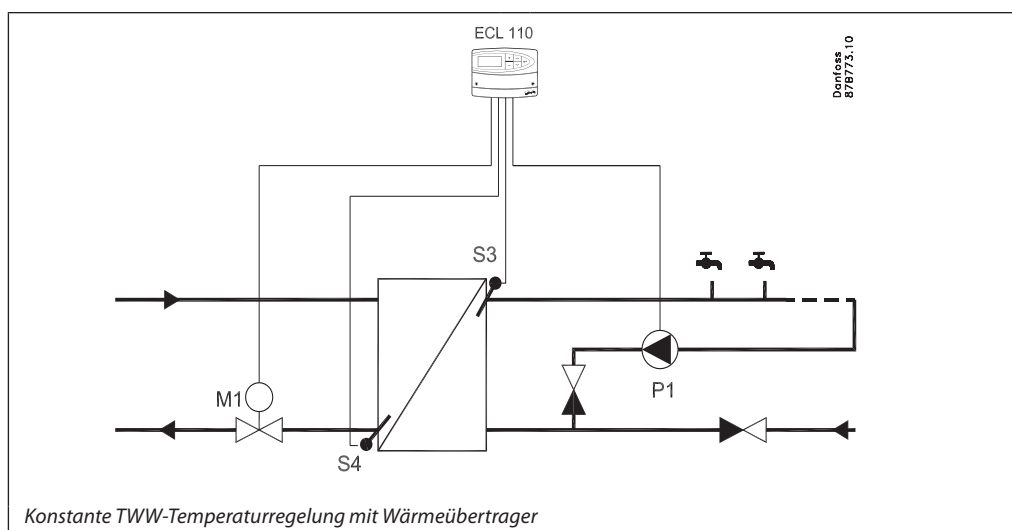 ECL 110
Danfoss
87B773.10
S3
M1
P1
S4
Konstante TWW-Temperaturregelung mit Wärmeübertrager